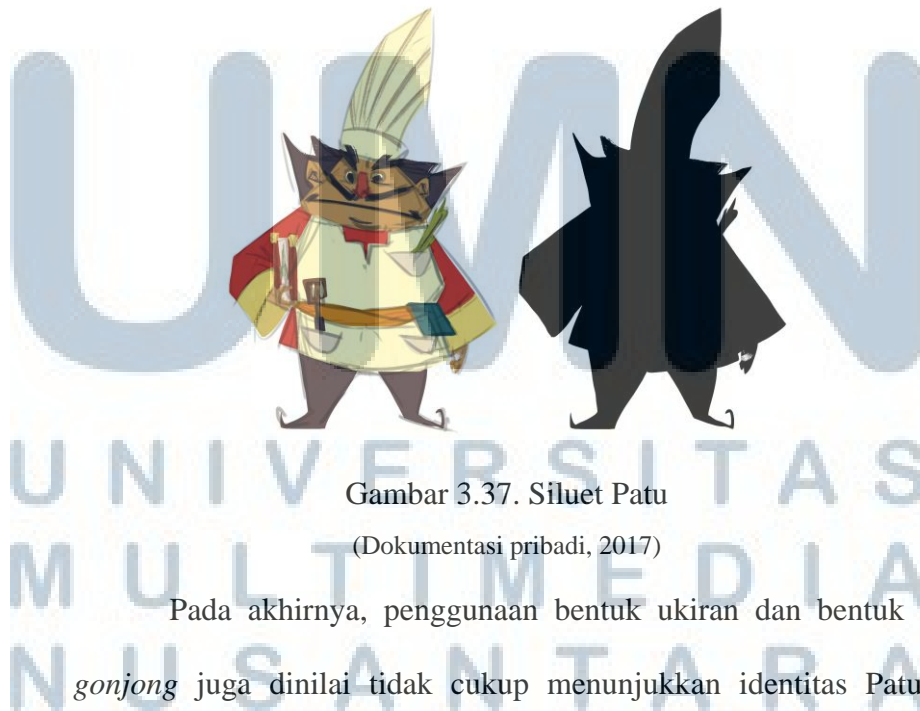 UMN
UNIVERSITAS
Gambar 3.37. Siluet Patu
(Dokumentasi pribadi, 2017)
MULTIMEDIA
Pada akhirnya, penggunaan bentuk ukiran dan bentuk
NUSANTARA
gonjong juga dinilai tidak cukup menunjukkan identitas Patu